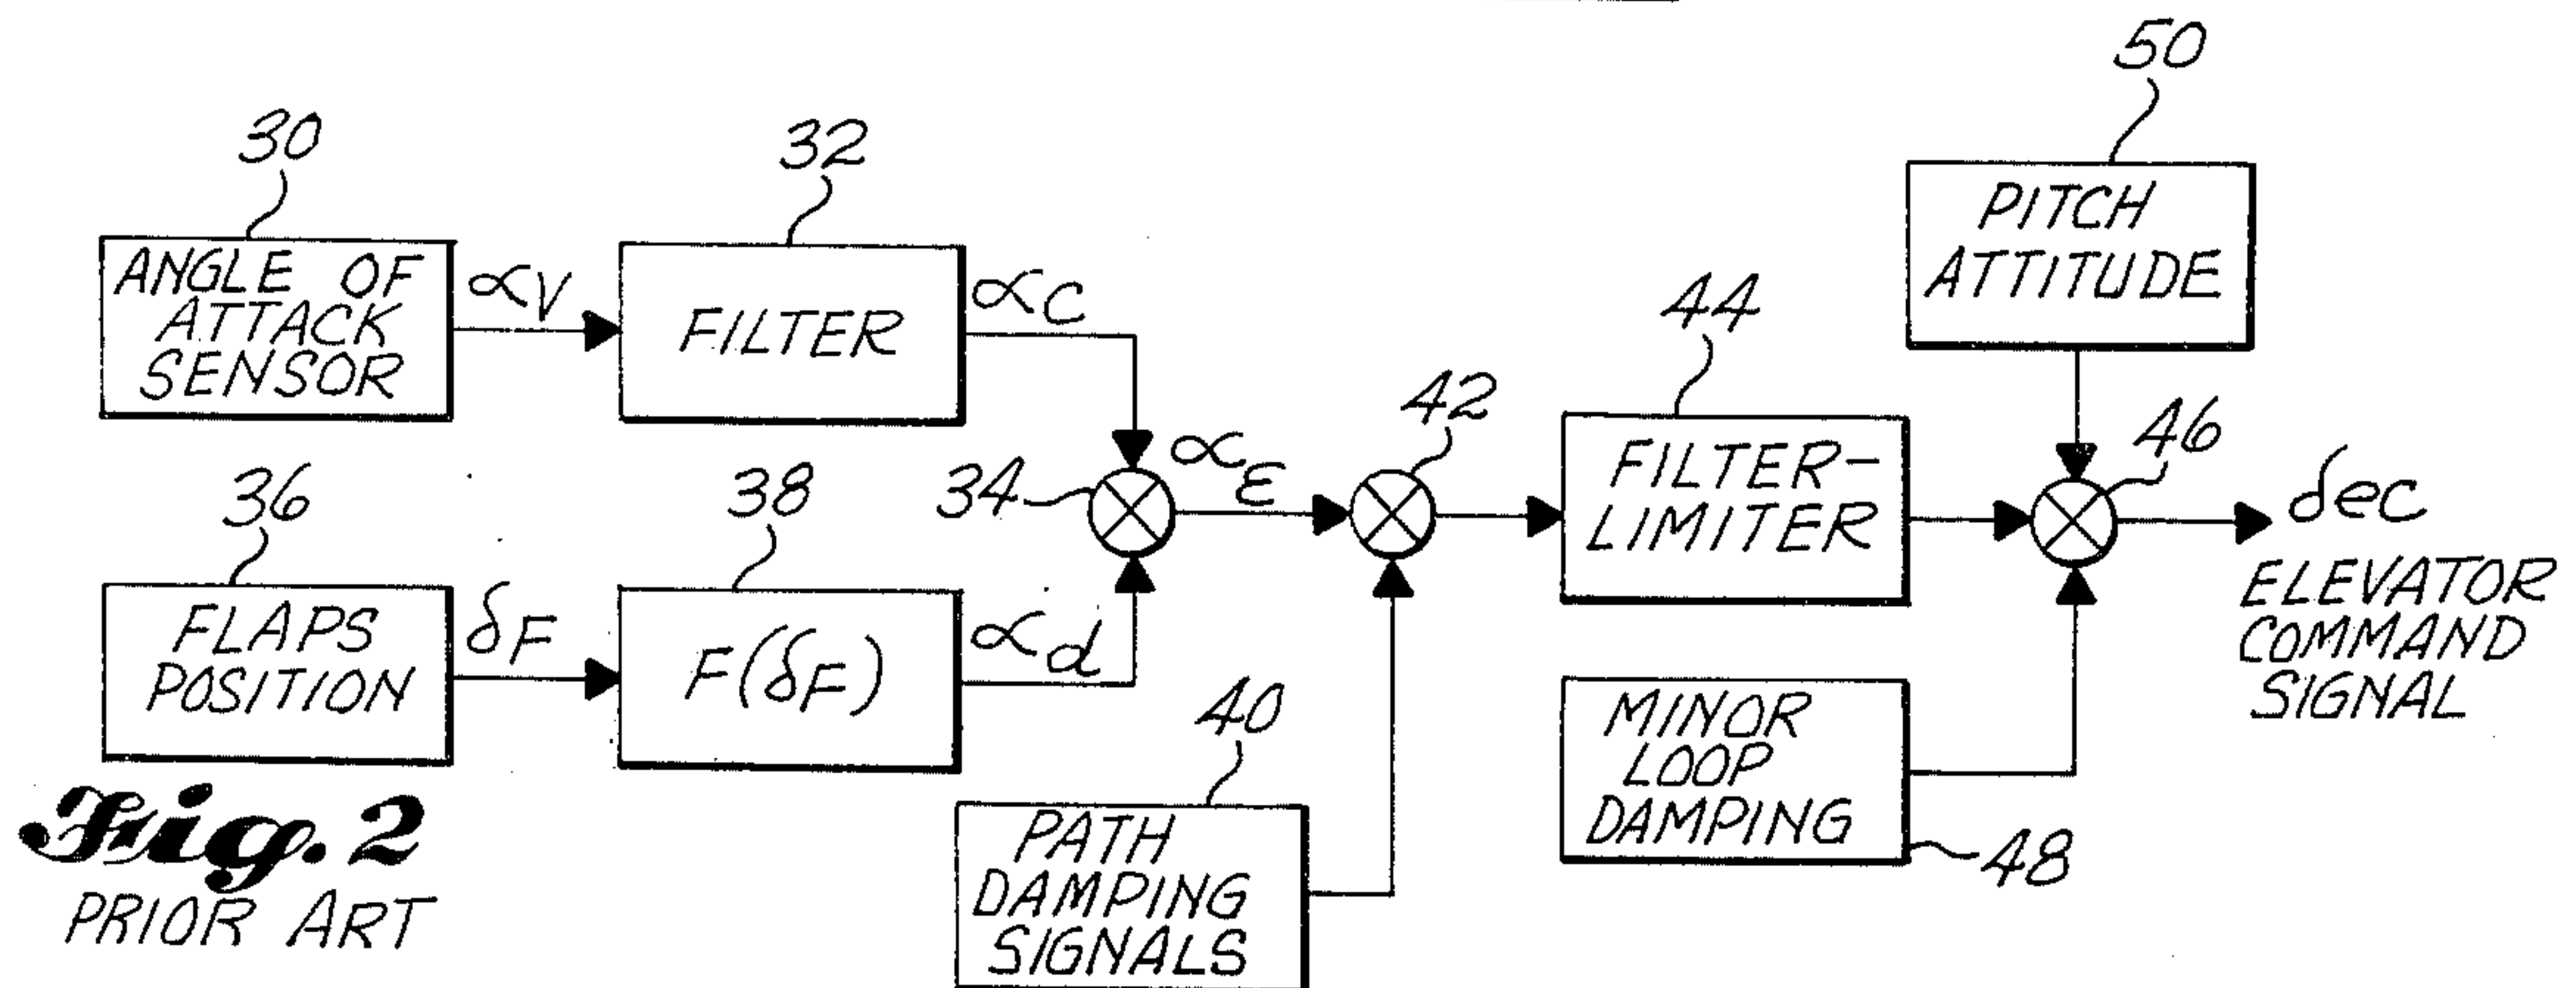 50
30
32
PITCH
ATTITUDE
ANGLE OF
ATTACK
SENSOR
αV
FILTER
αC
44
42
46
36
38
34
αε
FILTER-
LIMITER
δec
ELEVATOR
COMMAND
SIGNAL
FLAPS
POSITION
δF
F(δF)
αd
40
MINOR
LOOP
DAMPING
48
Fig. 2
PRIOR ART
PATH
DAMPING
SIGNALS